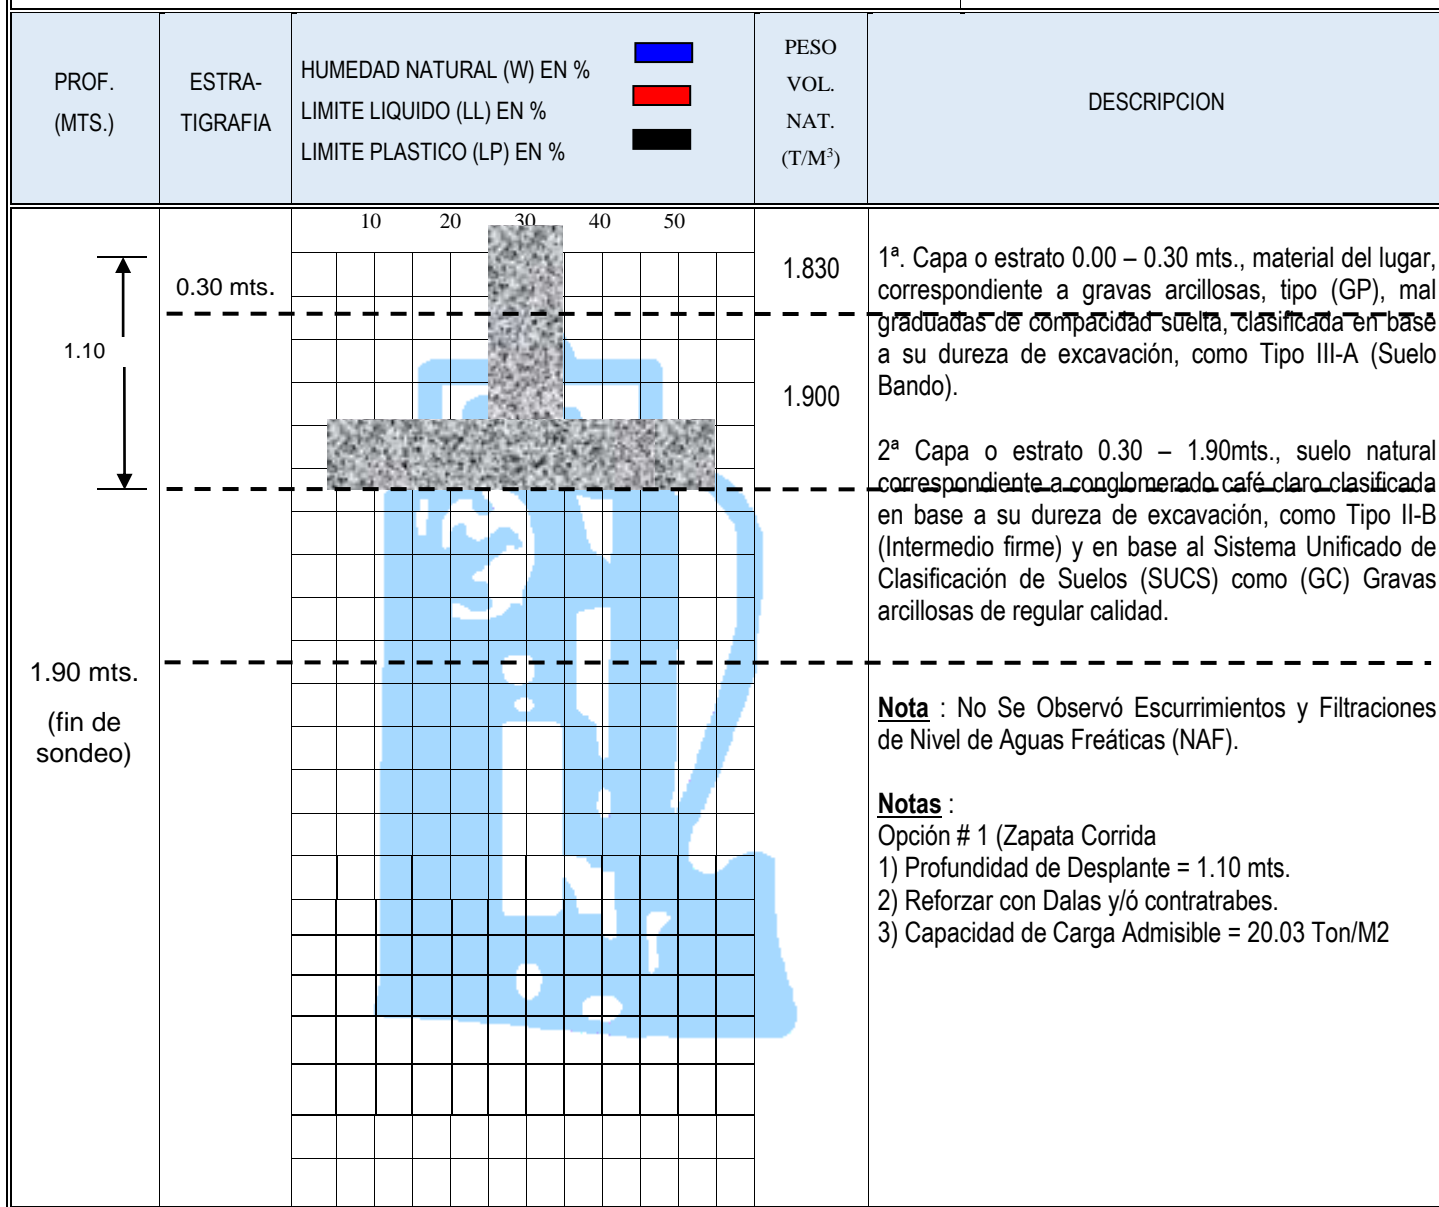 PROF.
(MTS.)
ESTRA-
TIGRAFIA
HUMEDAD NATURAL (W) EN %
LIMITE LIQUIDO (LL) EN %
LIMITE PLASTICO (LP) EN %
PESO
VOL.
NAT.
(T/M³)
DESCRIPCION
10 20 30 40 50
0.30 mts.
1.10
1.90 mts.
(fin de
sondeo)
1.830
1.900
1ª. Capa o estrato 0.00 – 0.30 mts., material del lugar,
correspondiente a gravas arcillosas, tipo (GP), mal
graduadas de compacidad suelta, clasificada en base
a su dureza de excavación, como Tipo III-A (Suelo
Bando).
2ª Capa o estrato 0.30 – 1.90mts., suelo natural
correspondiente a conglomerado café claro clasificada
en base a su dureza de excavación, como Tipo II-B
(Intermedio firme) y en base al Sistema Unificado de
Clasificación de Suelos (SUCS) como (GC) Gravas
arcillosas de regular calidad.
Nota : No Se Observó Escurrimientos y Filtraciones
de Nivel de Aguas Freáticas (NAF).
Notas :
Opción # 1 (Zapata Corrida
1) Profundidad de Desplante = 1.10 mts.
2) Reforzar con Dalas y/ó contratrabes.
3) Capacidad de Carga Admisible = 20.03 Ton/M2